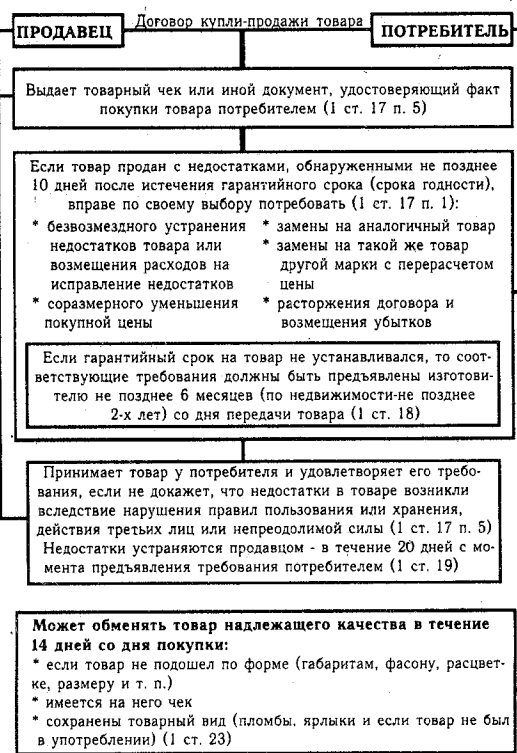 Договор купли-продажи товара
ПРОДАВЕЦ
ПОТРЕБИТЕЛЬ
Выдает товарный чек или иной документ, удостоверяющий факт
покупки товара потребителем (1 ст. 17 п. 5)
Если товар продан с недостатками, обнаруженными не позднее
10 дней после истечения гарантийного срока (срока годности),
вправе по своему выбору потребовать (1 ст. 17 п. 1):
* безвозмездного устранения
недостатков товара или
возмещения расходов на
исправление недостатков
* соразмерного уменьшения
покупной цены
* замены на аналогичный товар
* замены на такой же товар
другой марки с перерасчетом
цены
* расторжения договора и
возмещения убытков
Если гарантийный срок на товар не устанавливался, то соот-
ветствующие требования должны быть предъявлены изготови-
телю не позднее 6 месяцев (по недвижимости-не позднее
2-х лет) со дня передачи товара (1 ст. 18)
Принимает товар у потребителя и удовлетворяет его требо-
вания, если не докажет, что недостатки в товаре возникли
вследствие нарушения правил пользования или хранения,
действия третьих лиц или непреодолимой силы (1 ст. 17 п. 5)
Недостатки устраняются продавцом - в течение 20 дней с мо-
мента предъявления требования потребителем (1 ст. 19)
Может обменять товар надлежащего качества в течение
14 дней со дня покупки:
* если товар не подошел по форме (габаритам, фасону, расцвет-
ке, размеру и т. п.)
* имеется на него чек
* сохранены товарный вид (пломбы, ярлыки и если товар не был
в употреблении) (1 ст. 23)